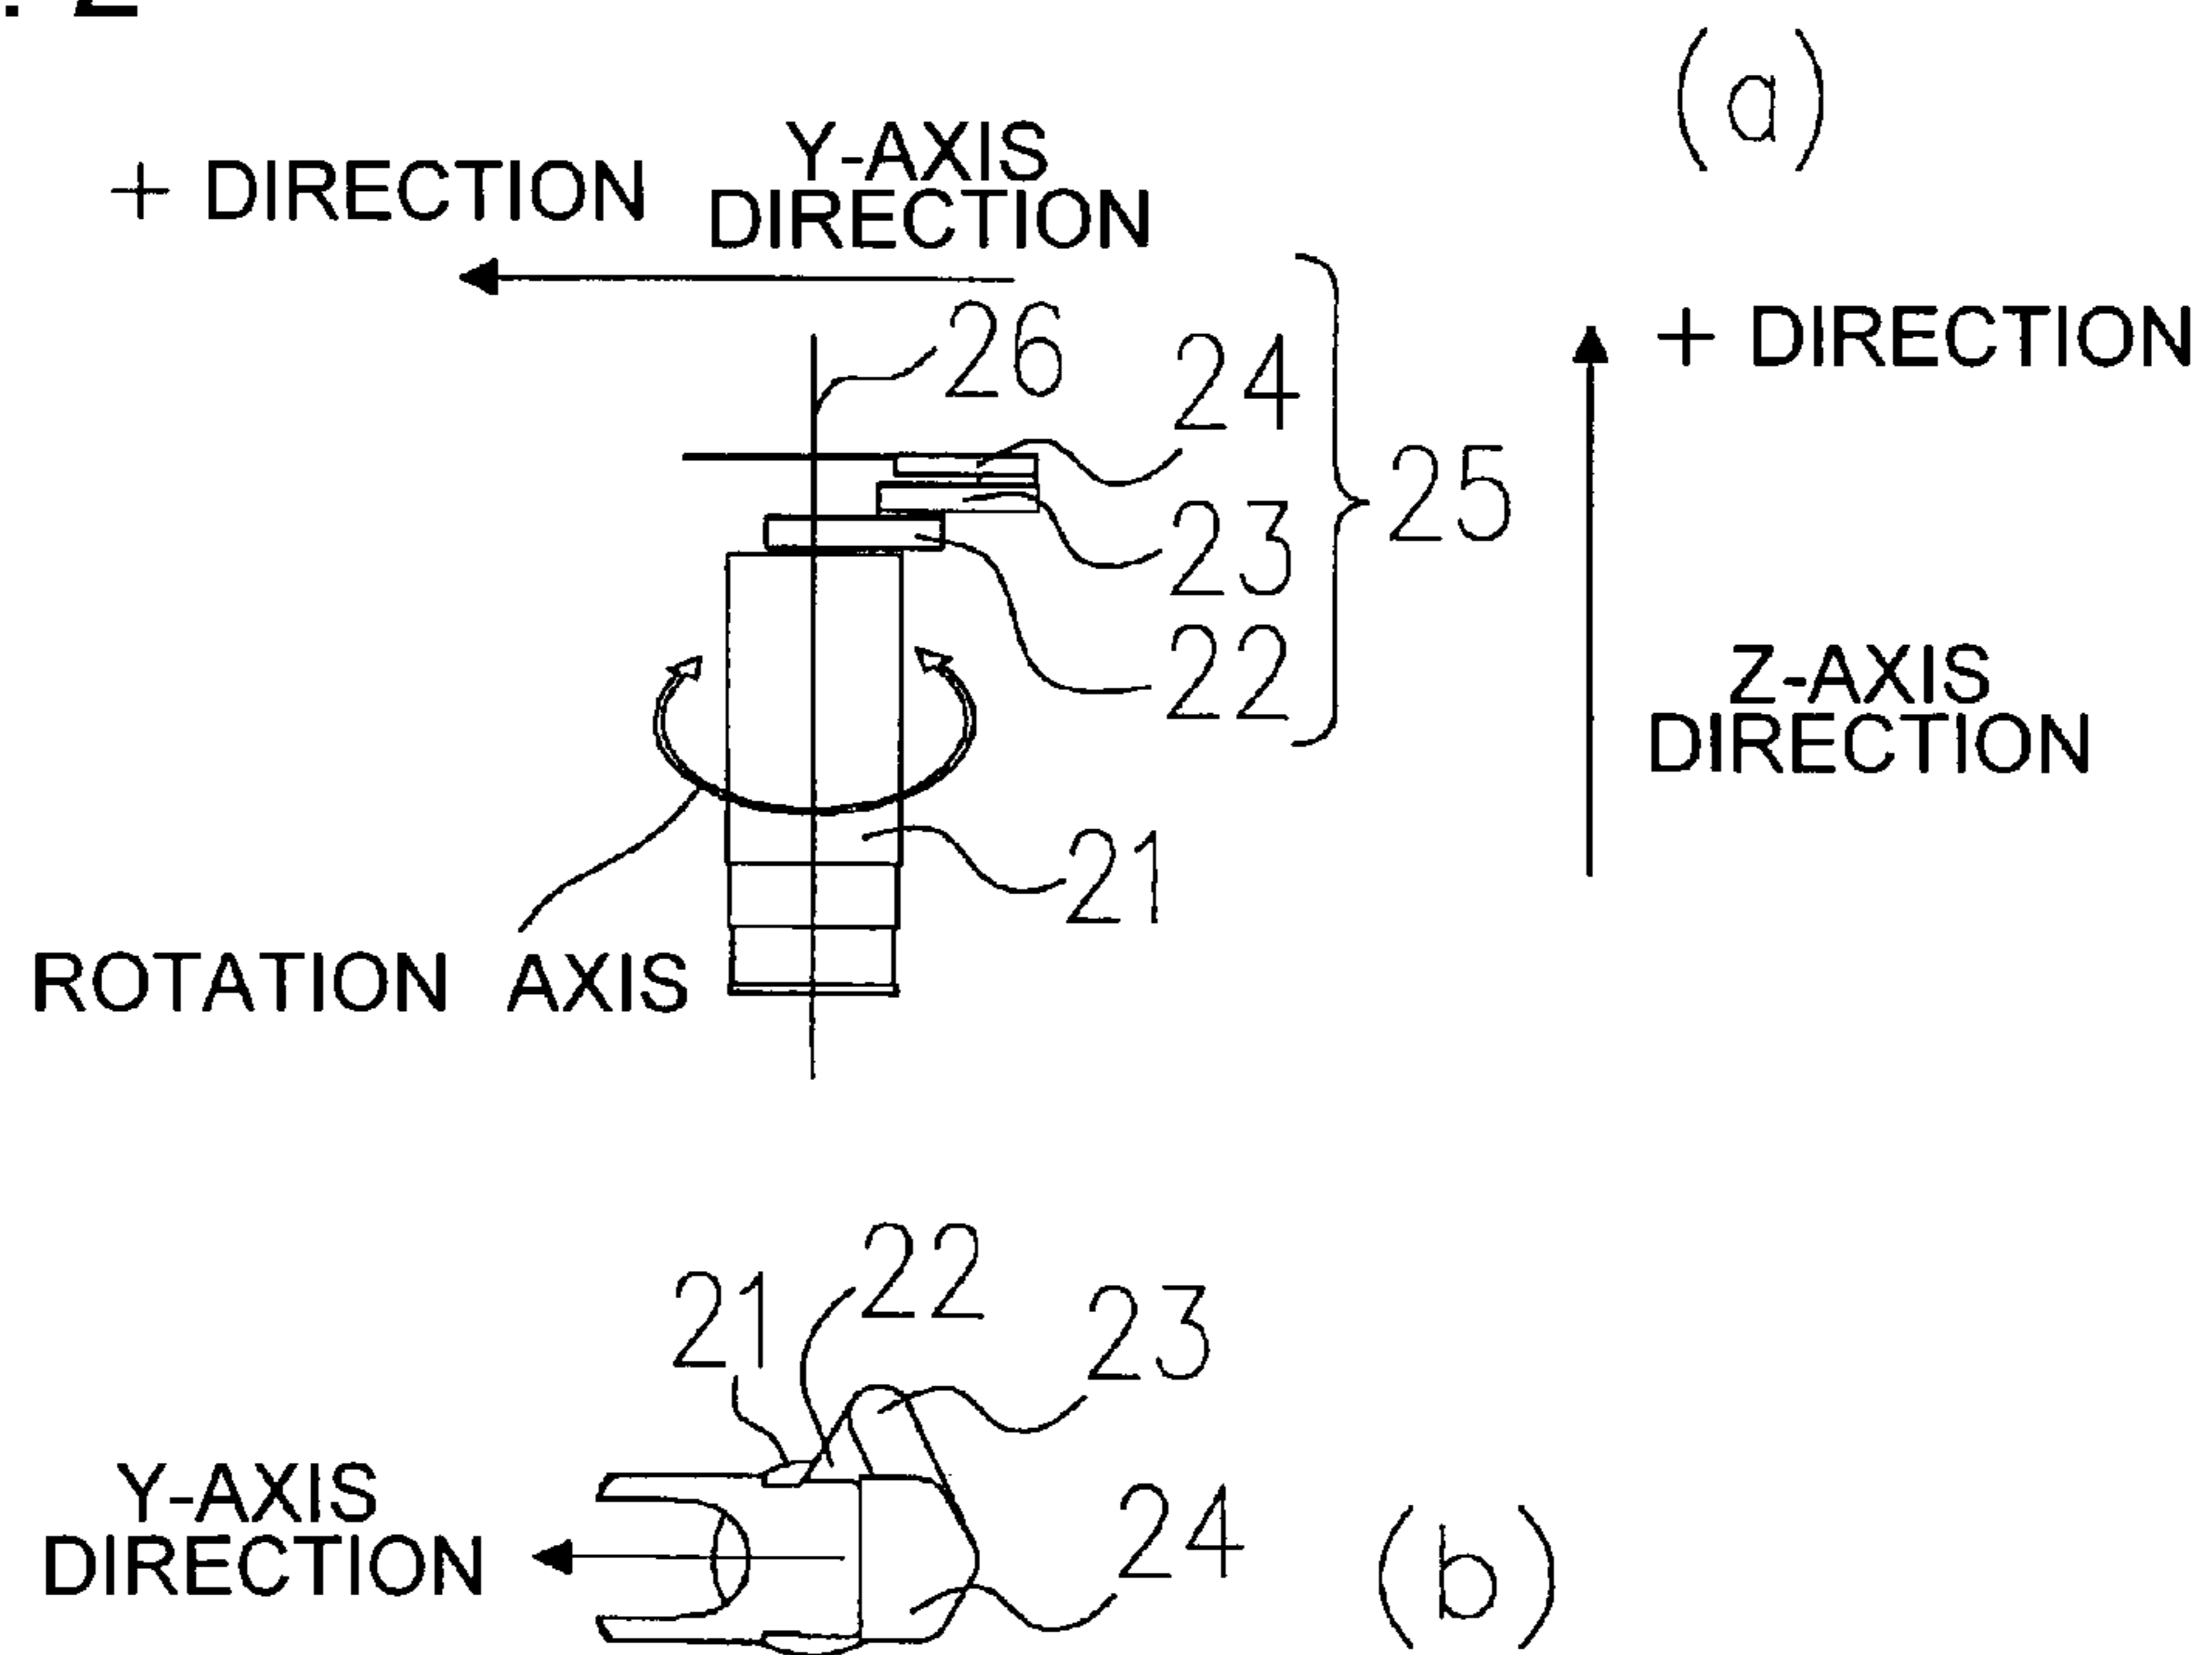 (a)
Y-AXIS
+ DIRECTION DIRECTION
26
24
+ DIRECTION
25
23
22
Z-AXIS
DIRECTION
21
ROTATION AXIS
22
21
23
Y-AXIS
DIRECTION
24
(b)